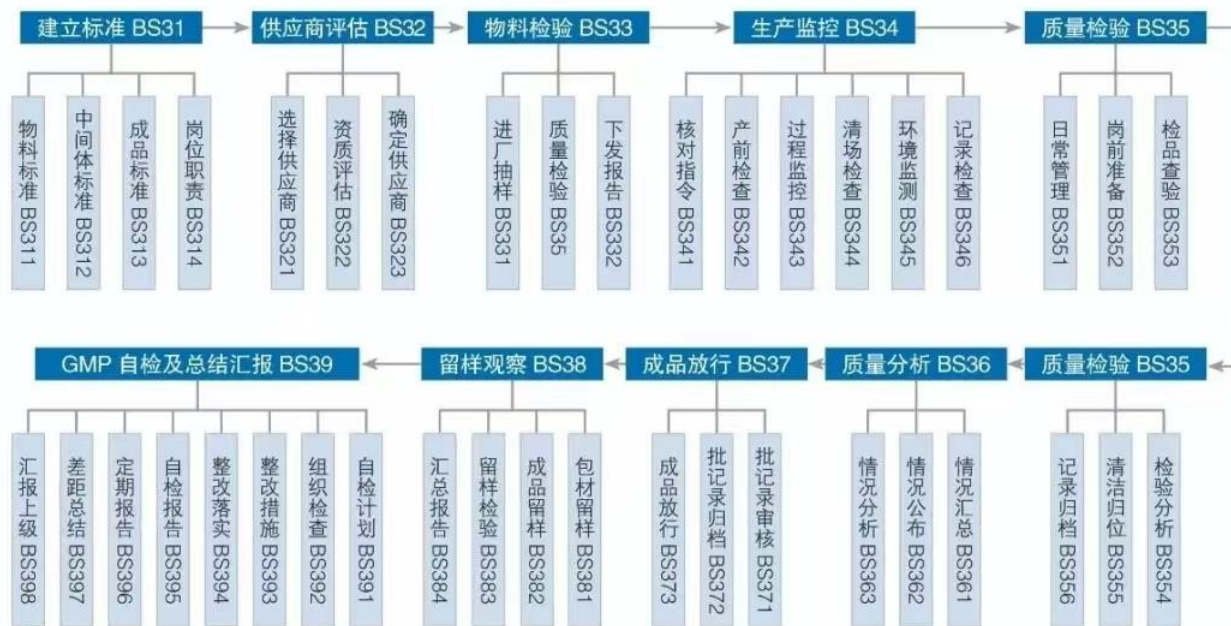 建立标准 BS31
供应商评估 BS32
物料检验 BS33
生产监控 BS34
质量检验 BS35
物料标准 BS311
中间体标准 BS312
成品标准 BS313
岗位职责 BS314
选择供应商 BS321
资质评估 BS322
确定供应商 BS323
进厂抽样 BS331
质量检验 BS35
下发报告 BS332
核对指令 BS341
产前检查 BS342
过程监控 BS343
清场检查 BS344
环境监测 BS345
记录检查 BS346
日常管理 BS351
岗前准备 BS352
检品查验 BS353
GMP 自检及总结汇报 BS39
留样观察 BS38
成品放行 BS37
质量分析 BS36
质量检验 BS35
汇报上级 BS398
差距总结 BS397
定期报告 BS396
自检报告 BS395
整改落实 BS394
整改措施 BS393
组织检查 BS392
自检计划 BS391
汇总报告 BS384
留样检验 BS383
成品留样 BS382
包材留样 BS381
成品放行 BS373
批记录归档 BS372
批记录审核 BS371
情况分析 BS363
情况公布 BS362
情况汇总 BS361
记录归档 BS356
清洁归位 BS355
检验分析 BS354